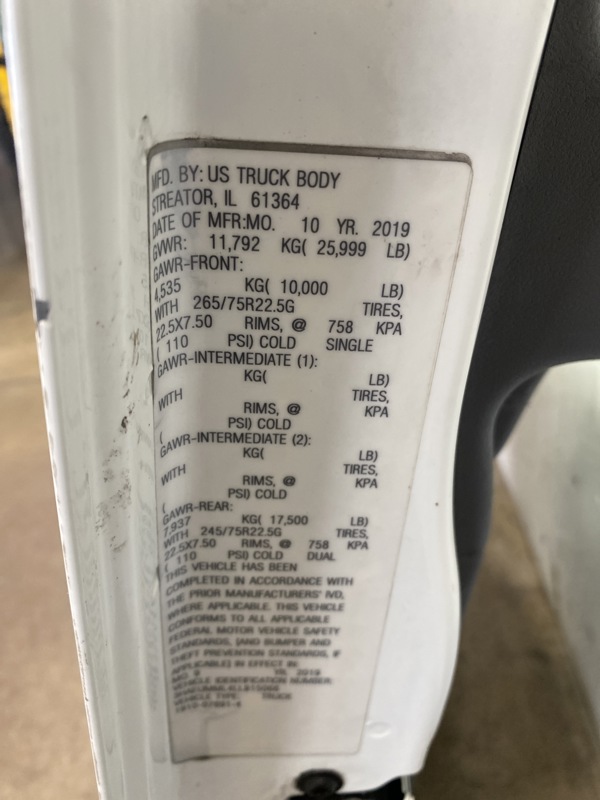 MFD. BY: US TRUCK BODY
STREATOR, IL 61364
DATE OF MFR:MO. 10 YR. 2019
GVWR: 11,792 KG( 25,999 LB)
GAWR-FRONT:
4,535 KG( 10,000 LB)
WITH 265/75R22.5G TIRES,
22.5X7.50 RIMS, @ 758 KPA
( 110 PSI) COLD SINGLE
GAWR-INTERMEDIATE (1):
KG( LB)
WITH TIRES,
RIMS, @ KPA
( PSI) COLD
GAWR-INTERMEDIATE (2):
KG( LB)
WITH TIRES,
RIMS, @ KPA
( PSI) COLD
GAWR-REAR:
7,937 KG( 17,500 LB)
WITH 245/75R22.5G TIRES,
22.5X7.50 RIMS, @ 758 KPA
( 110 PSI) COLD DUAL
THIS VEHICLE HAS BEEN
COMPLETED IN ACCORDANCE WITH
THE PRIOR MANUFACTURERS' IVD,
WHERE APPLICABLE. THIS VEHICLE
CONFORMS TO ALL APPLICABLE
FEDERAL MOTOR VEHICLE SAFETY
STANDARDS, [AND BUMPER AND
THEFT PREVENTION STANDARDS, IF
APPLICABLE] IN EFFECT IN:
MO. 9 YR. 2019
VEHICLE IDENTIFICATION NUMBER:
VEHICLE TYPE: TRUCK